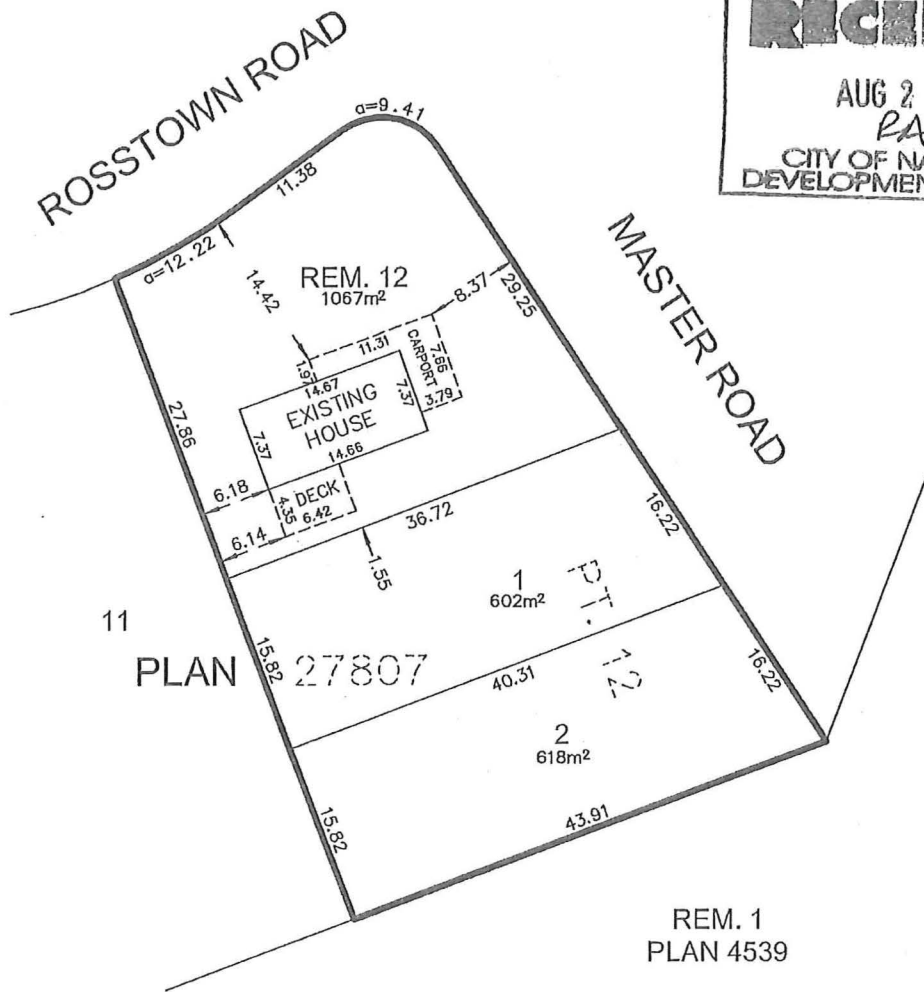 ROSSTOWN ROAD
a=9.41
11.38
a=12.22
AUG 2
CITY OF
DEVELOPMEN
MASTER ROAD
REM. 12
1067m²
14.42
8.37
29.25
11.31
1.97
CARPORT
7.66
3.79
14.67
7.37
EXISTING
HOUSE
7.37
14.66
27.86
6.18
DECK
4.35
6.42
6.14
36.72
1.55
16.22
1
602m²
PT. 12
11
PLAN 27807
15.82
40.31
16.22
2
618m²
15.82
43.91
REM. 1
PLAN 4539